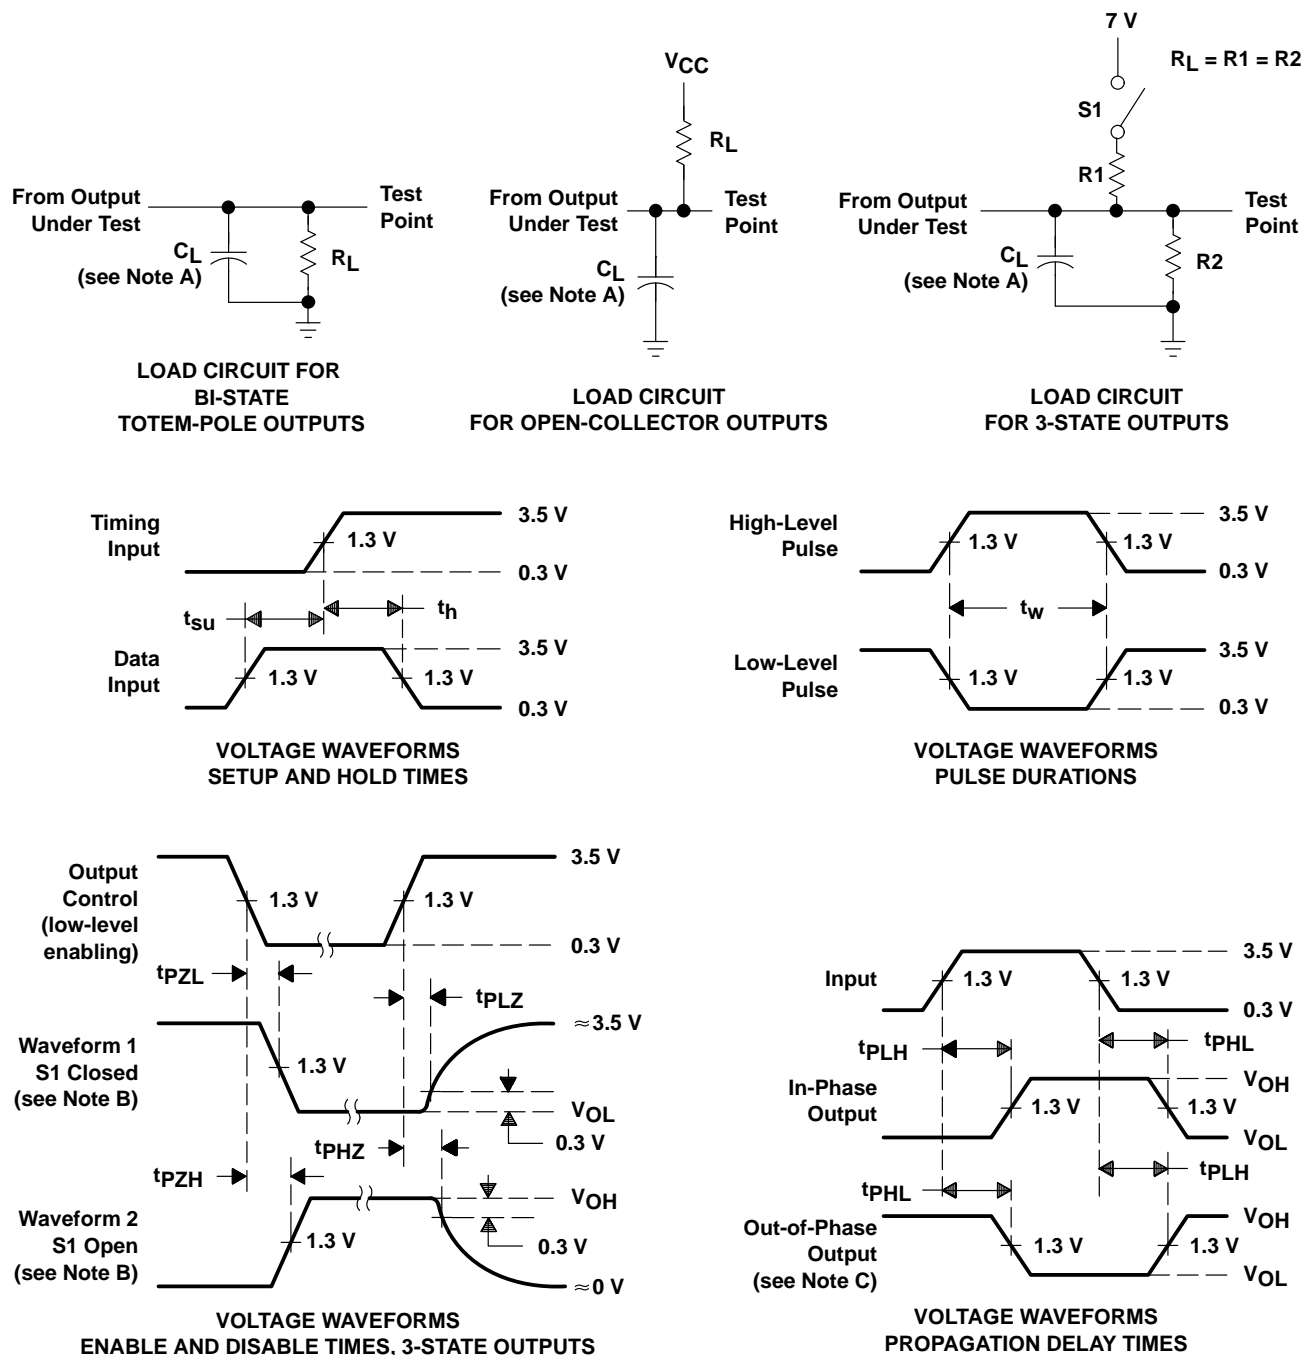 7 V
RL = R1 = R2
VCC
S1
RL
R1
From Output
Under Test
Test
Point
CL
(see Note A)
RL
From Output
Under Test
Test
Point
CL
(see Note A)
From Output
Under Test
Test
Point
CL
(see Note A)
R2
LOAD CIRCUIT FOR
BI-STATE
TOTEM-POLE OUTPUTS
LOAD CIRCUIT
FOR OPEN-COLLECTOR OUTPUTS
LOAD CIRCUIT
FOR 3-STATE OUTPUTS
Timing
Input
1.3 V
3.5 V
0.3 V
tsu
th
Data
Input
1.3 V
1.3 V
3.5 V
0.3 V
VOLTAGE WAVEFORMS
SETUP AND HOLD TIMES
High-Level
Pulse
1.3 V
1.3 V
3.5 V
0.3 V
tw
Low-Level
Pulse
1.3 V
1.3 V
3.5 V
0.3 V
VOLTAGE WAVEFORMS
PULSE DURATIONS
Output
Control
(low-level
enabling)
1.3 V
1.3 V
3.5 V
0.3 V
tPZL
tPLZ
Waveform 1
S1 Closed
(see Note B)
1.3 V
≈3.5 V
VOL
0.3 V
tPHZ
tPZH
Waveform 2
S1 Open
(see Note B)
1.3 V
VOH
0.3 V
≈0 V
VOLTAGE WAVEFORMS
ENABLE AND DISABLE TIMES, 3-STATE OUTPUTS
Input
1.3 V
1.3 V
3.5 V
0.3 V
tPLH
tPHL
In-Phase
Output
1.3 V
1.3 V
VOH
VOL
tPHL
tPLH
Out-of-Phase
Output
(see Note C)
1.3 V
1.3 V
VOH
VOL
VOLTAGE WAVEFORMS
PROPAGATION DELAY TIMES